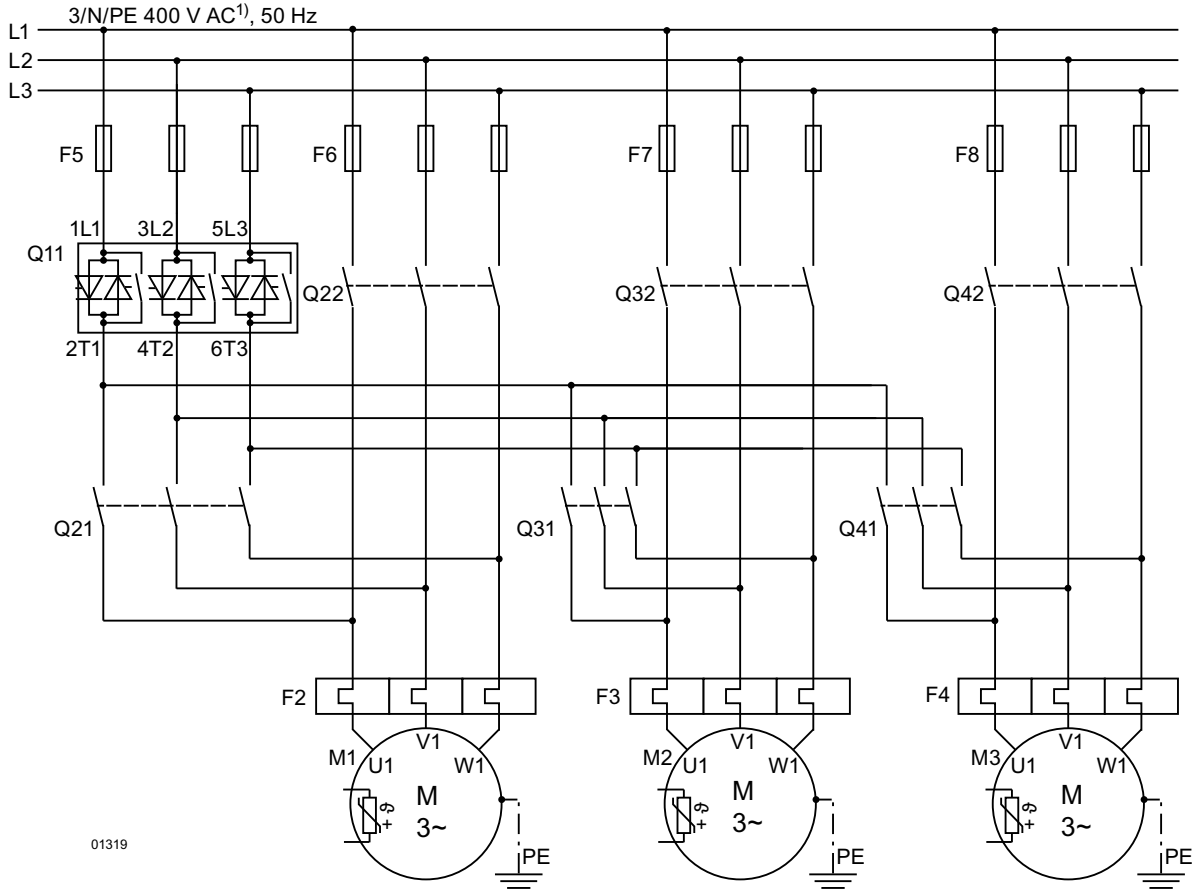 3/N/PE 400 V AC1), 50 Hz
L1
L2
L3
F5
F6
F7
F8
1L1
3L2
5L3
Q11
Q22
Q32
Q42
2T1
4T2
6T3
Q21
Q31
Q41
F2
F3
F4
M1
U1
V1
W1
M
3~
ϑ
+
PE
M2
U1
V1
W1
M
3~
ϑ
+
PE
M3
U1
V1
W1
M
3~
ϑ
+
PE
01319